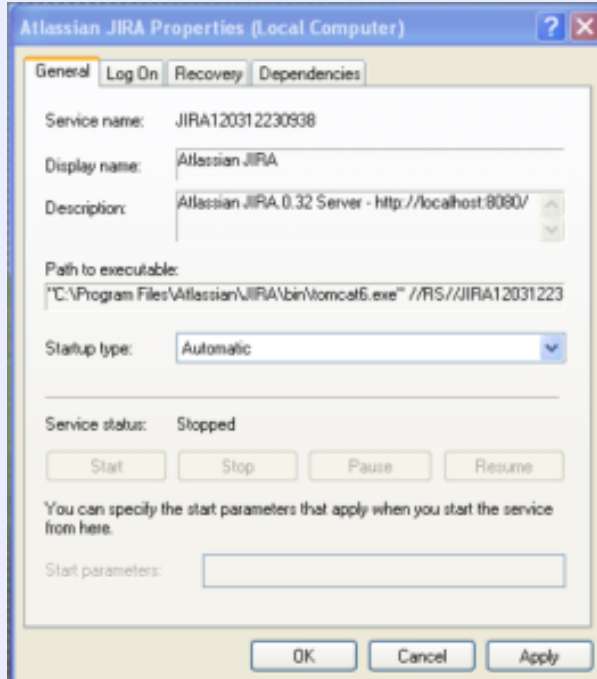 Atlassian JIRA Properties (Local Computer)
General Log On Recovery Dependencies
Service name: JIRA120312230938
Display name: Atlassian JIRA
Description: Atlassian JIRA.0.32 Server - http://localhost:8080/
Path to executable:
"C:\Program Files\Atlassian\JIRA\bin\tomcat6.exe" //RS//JIRA12031223
Startup type: Automatic
Service status: Stopped
Start Stop Pause Resume
You can specify the start parameters that apply when you start the service
from here.
Start parameters:
OK Cancel Apply